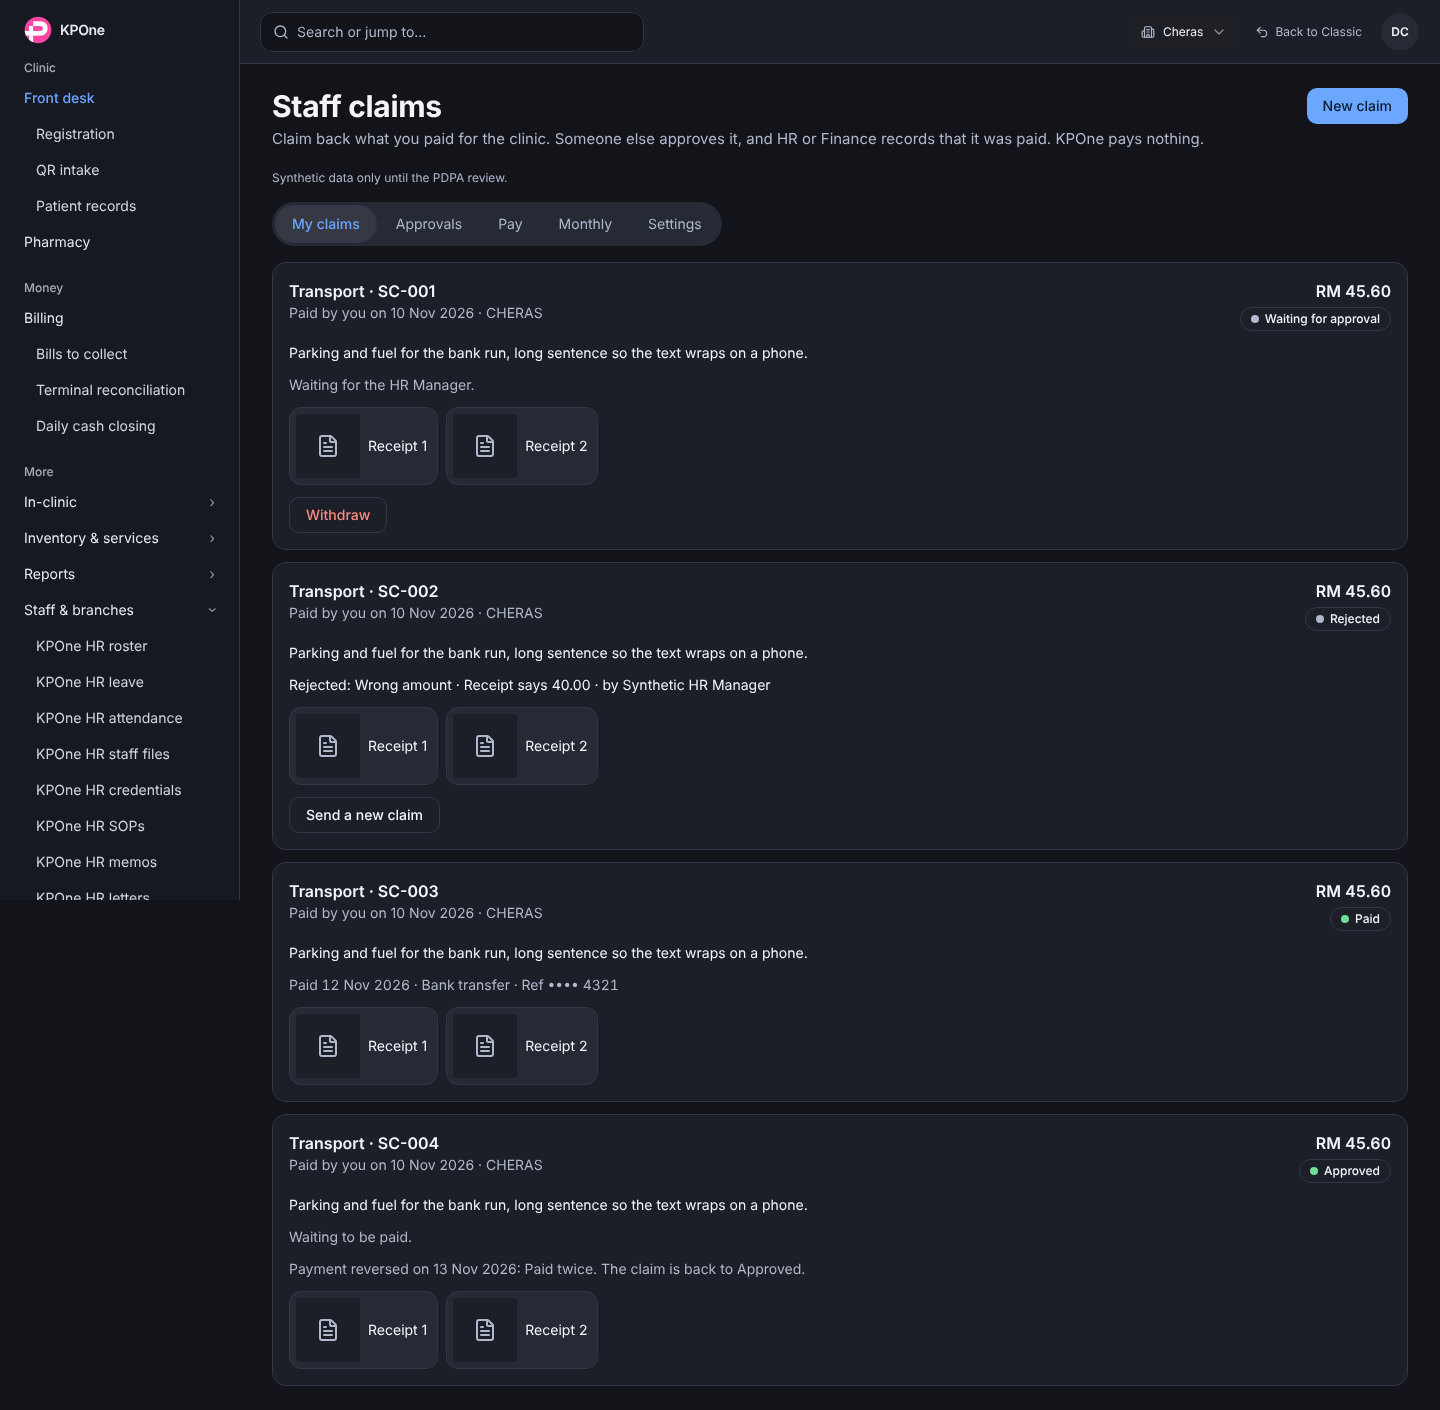 KPOne
Search or jump to...
Cheras
Back to Classic
DC
Clinic
Front desk
Registration
QR intake
Patient records
Pharmacy
Money
Billing
Bills to collect
Terminal reconciliation
Daily cash closing
More
In-clinic
Inventory & services
Reports
Staff & branches
KPOne HR roster
KPOne HR leave
KPOne HR attendance
KPOne HR staff files
KPOne HR credentials
KPOne HR SOPs
KPOne HR memos
KPOne HR letters
Staff claims
New claim
Claim back what you paid for the clinic. Someone else approves it, and HR or Finance records that it was paid. KPOne pays nothing.
Synthetic data only until the PDPA review.
My claims
Approvals
Pay
Monthly
Settings
Transport · SC-001
RM 45.60
Paid by you on 10 Nov 2026 · CHERAS
Waiting for approval
Parking and fuel for the bank run, long sentence so the text wraps on a phone.
Waiting for the HR Manager.
Receipt 1
Receipt 2
Withdraw
Transport · SC-002
RM 45.60
Paid by you on 10 Nov 2026 · CHERAS
Rejected
Parking and fuel for the bank run, long sentence so the text wraps on a phone.
Rejected: Wrong amount · Receipt says 40.00 · by Synthetic HR Manager
Receipt 1
Receipt 2
Send a new claim
Transport · SC-003
RM 45.60
Paid by you on 10 Nov 2026 · CHERAS
Paid
Parking and fuel for the bank run, long sentence so the text wraps on a phone.
Paid 12 Nov 2026 · Bank transfer · Ref •••• 4321
Receipt 1
Receipt 2
Transport · SC-004
RM 45.60
Paid by you on 10 Nov 2026 · CHERAS
Approved
Parking and fuel for the bank run, long sentence so the text wraps on a phone.
Waiting to be paid.
Payment reversed on 13 Nov 2026: Paid twice. The claim is back to Approved.
Receipt 1
Receipt 2